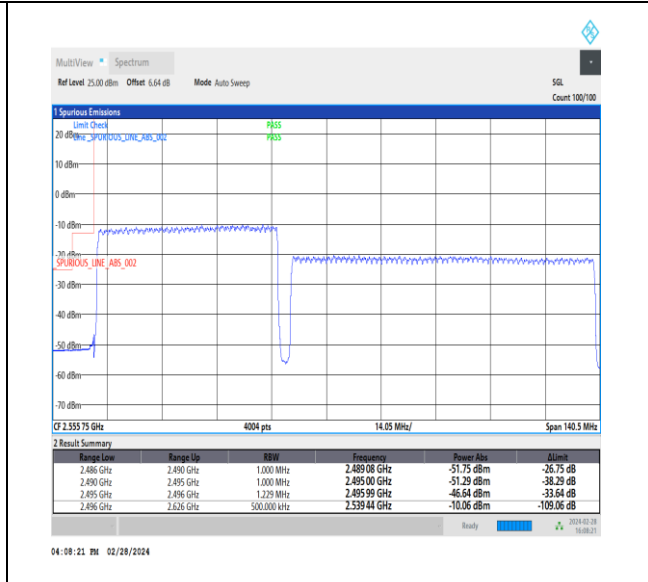 MultiView Spectrum
Ref Level 25.00 dBm Offset 6.64 dB Mode Auto Sweep SGL
Count 100/100
1 Spurious Emissions
Limit Check PASS
20 dBm Line _SPURIOUS_LINE_ABS_002 PASS
10 dBm
0 dBm
-10 dBm
-20 dBm
_SPURIOUS_LINE_ABS_002
-30 dBm
-40 dBm
-50 dBm
-60 dBm
-70 dBm
CF 2.555 75 GHz 4004 pts 14.05 MHz/ Span 140.5 MHz
2 Result Summary
Range Low Range Up RBW Frequency Power Abs ΔLimit
2.486 GHz 2.490 GHz 1.000 MHz 2.489 08 GHz -51.75 dBm -26.75 dB
2.490 GHz 2.495 GHz 1.000 MHz 2.495 00 GHz -51.29 dBm -38.29 dB
2.495 GHz 2.496 GHz 1.229 MHz 2.495 99 GHz -46.64 dBm -33.64 dB
2.496 GHz 2.626 GHz 500.000 kHz 2.539 44 GHz -10.06 dBm -109.06 dB
Ready 2024-02-28
16:08:21
04:08:21 PM 02/28/2024